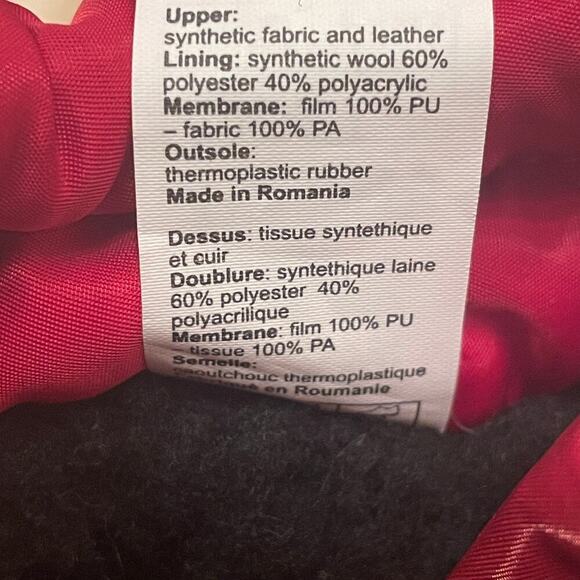 Upper:
synthetic fabric and leather
Lining: synthetic wool 60%
polyester 40% polyacrylic
Membrane: film 100% PU
– fabric 100% PA
Outsole:
thermoplastic rubber
Made in Romania
Dessus: tissue syntethique
et cuir
Doublure: syntethique laine
60% polyester 40%
polyacrilique
Membrane: film 100% PU
– tissue 100% PA
Semelle:
caoutchouc thermoplastique
en Roumanie